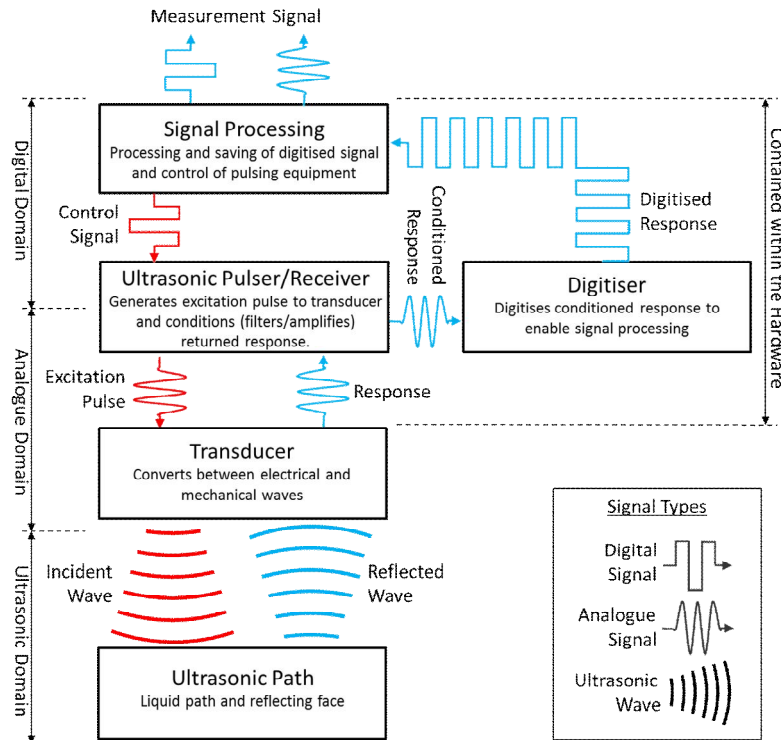 Measurement Signal
Signal Processing
Processing and saving of digitised signal
and control of pulsing equipment
Digital Domain
Control
Signal
Conditioned
Response
Digitised
Response
Contained within the Hardware
Ultrasonic Pulser/Receiver
Generates excitation pulse to transducer
and conditions (filters/amplifies)
returned response.
Digitiser
Digitises conditioned response to
enable signal processing
Analogue Domain
Excitation
Pulse
Response
Transducer
Converts between electrical and
mechanical waves
Ultrasonic Domain
Incident
Wave
Reflected
Wave
Ultrasonic Path
Liquid path and reflecting face
Signal Types
Digital
Signal
Analogue
Signal
Ultrasonic
Wave